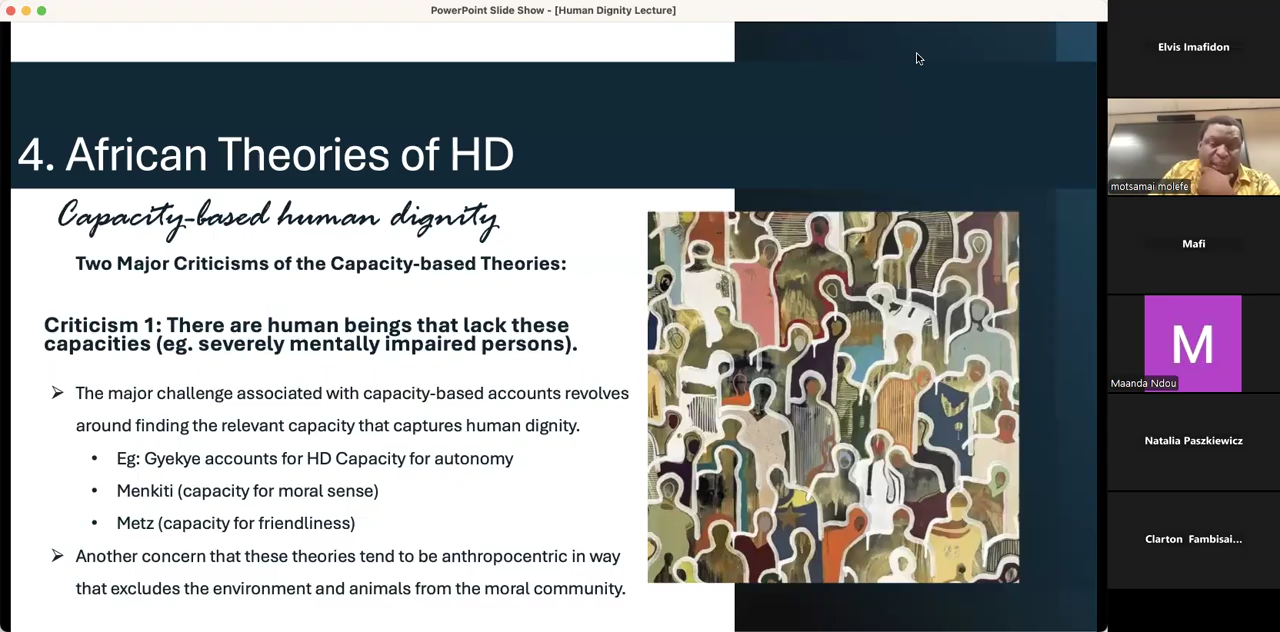 PowerPoint Slide Show - [Human Dignity Lecture]
4. African Theories of HD
Capacity-based human dignity
Two Major Criticisms of the Capacity-based Theories:
Criticism 1: There are human beings that lack these
capacities (eg. severely mentally impaired persons).
➢ The major challenge associated with capacity-based accounts revolves
around finding the relevant capacity that captures human dignity.
• Eg: Gyekye accounts for HD Capacity for autonomy
• Menkiti (capacity for moral sense)
• Metz (capacity for friendliness)
➢ Another concern that these theories tend to be anthropocentric in way
that excludes the environment and animals from the moral community.
Elvis Imafidon
motsamai molefe
Mafi
M
Maanda Ndou
Natalia Paszkiewicz
Clarton Fambisai...